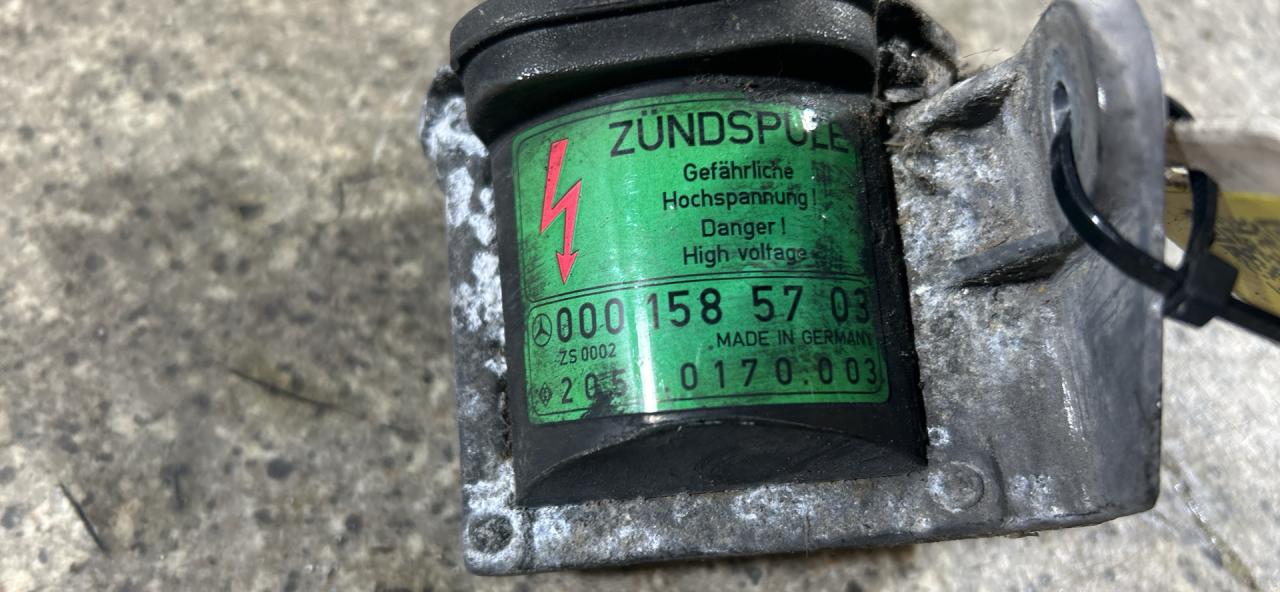 ZÜNDSPULE
Gefährliche
Hochspannung!
Danger!
High voltage
000 158 57 03
MADE IN GERMANY
ZS 0002
205 .0170.003